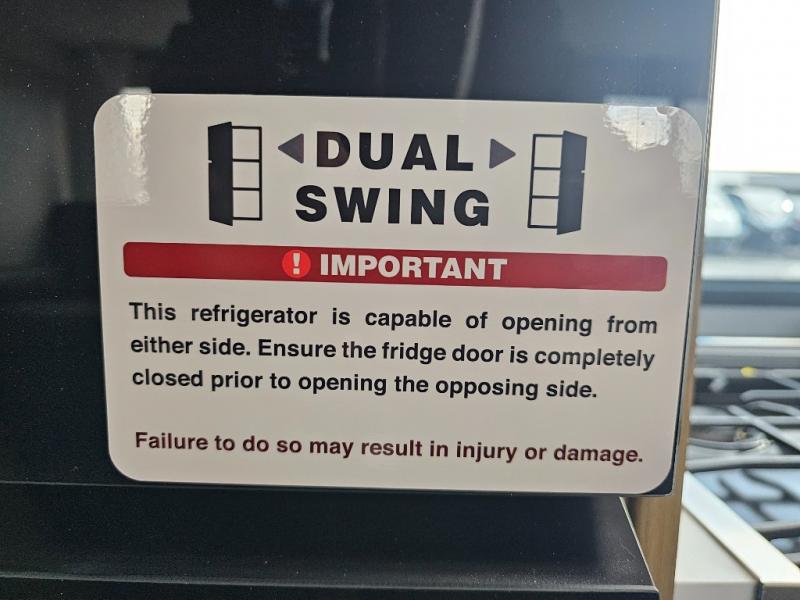 DUAL
SWING
! IMPORTANT
This refrigerator is capable of opening from
either side. Ensure the fridge door is completely
closed prior to opening the opposing side.
Failure to do so may result in injury or damage.